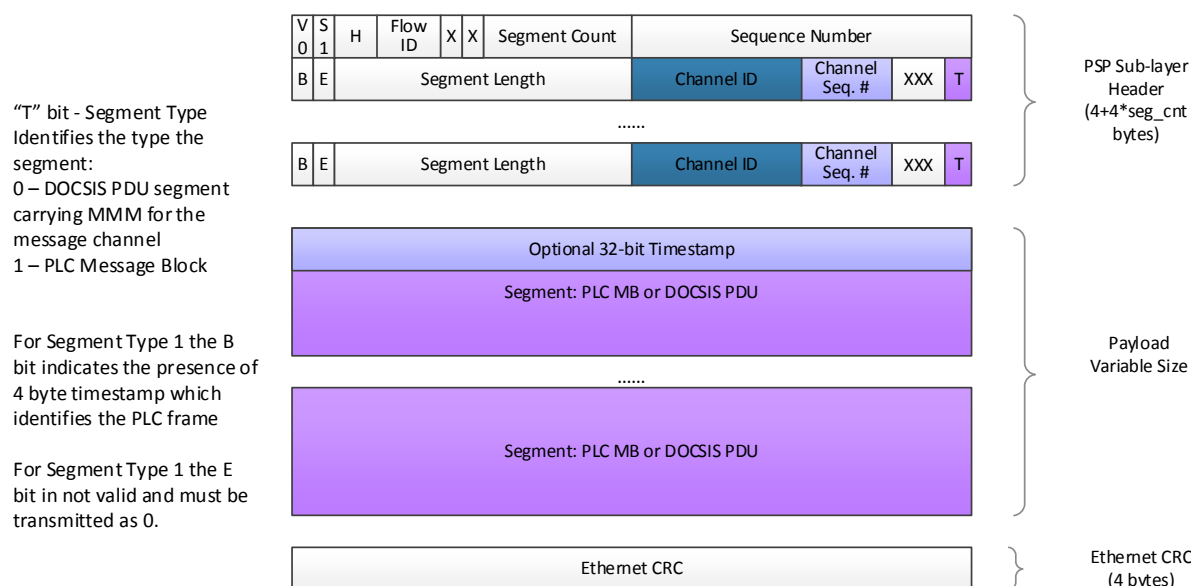 V 0 S 1 H Flow ID X X Segment Count Sequence Number
B E Segment Length Channel ID Channel Seq. # XXX T
......
B E Segment Length Channel ID Channel Seq. # XXX T
PSP Sub-layer
Header
(4+4*seg_cnt
bytes)
“T” bit - Segment Type
Identifies the type the
segment:
0 – DOCSIS PDU segment
carrying MMM for the
message channel
1 – PLC Message Block
For Segment Type 1 the B
bit indicates the presence of
4 byte timestamp which
identifies the PLC frame
For Segment Type 1 the E
bit in not valid and must be
transmitted as 0.
Optional 32-bit Timestamp
Segment: PLC MB or DOCSIS PDU
......
Segment: PLC MB or DOCSIS PDU
Payload
Variable Size
Ethernet CRC
Ethernet CRC
(4 bytes)